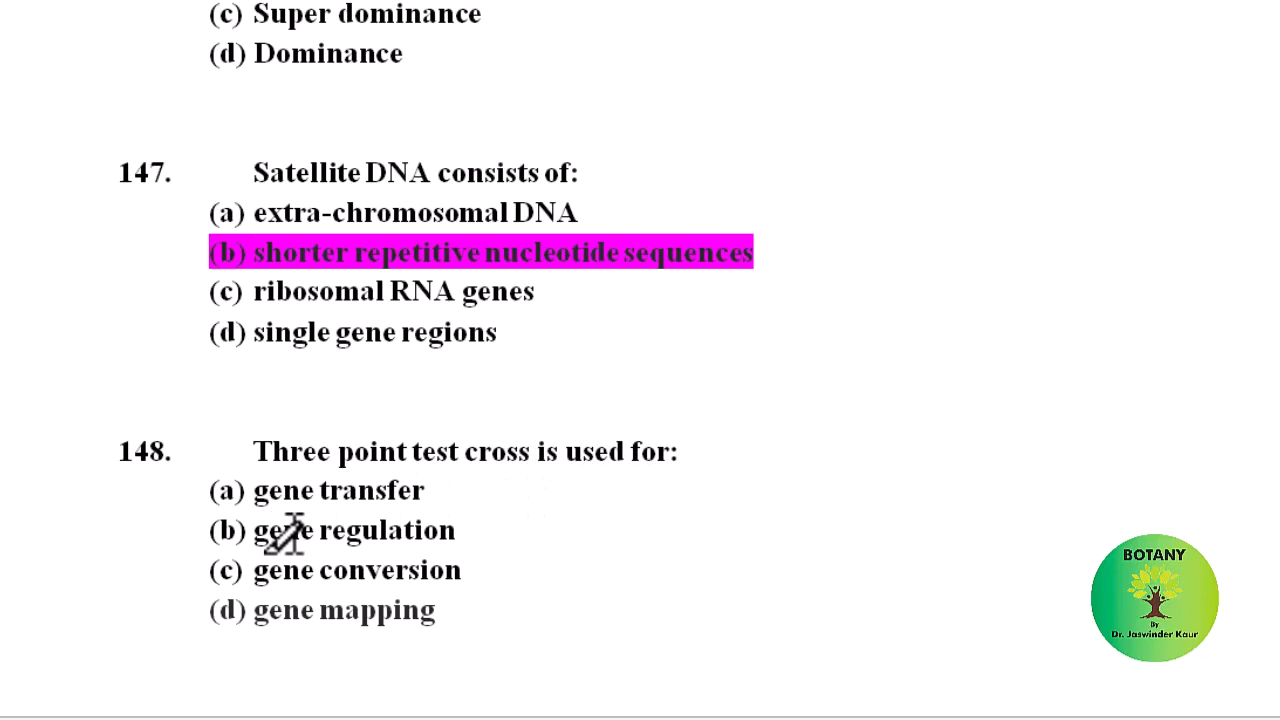 (c) Super dominance
(d) Dominance
147. Satellite DNA consists of:
(a) extra-chromosomal DNA
(b) shorter repetitive nucleotide sequences
(c) ribosomal RNA genes
(d) single gene regions
148. Three point test cross is used for:
(a) gene transfer
(b) gene regulation
(c) gene conversion
(d) gene mapping
BOTANY
By
Dr. Jaswinder Kaur